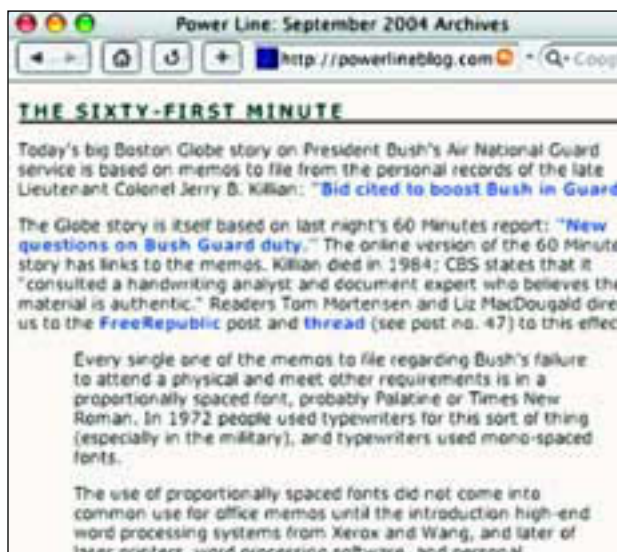 Power Line: September 2004 Archives
http://powerlineblog.com
THE SIXTY-FIRST MINUTE
Today's big Boston Globe story on President Bush's Air National Guard
service is based on memos to file from the personal records of the late
Lieutenant Colonel Jerry B. Killian: "Bid cited to boost Bush in Guard
The Globe story is itself based on last night's 60 Minutes report: "New
questions on Bush Guard duty." The online version of the 60 Minute
story has links to the memos. Killian died in 1984; CBS states that it
"consulted a handwriting analyst and document expert who believes the
material is authentic." Readers Tom Mortensen and Liz MacDougald dire
us to the FreeRepublic post and thread (see post no. 47) to this effec
Every single one of the memos to file regarding Bush's failure
to attend a physical and meet other requirements is in a
proportionally spaced font, probably Palatine or Times New
Roman. In 1972 people used typewriters for this sort of thing
(especially in the military), and typewriters used mono-spaced
fonts.
The use of proportionally spaced fonts did not come into
common use for office memos until the introduction high-end
word processing systems from Xerox and Wang, and later of
laser printers, word processing software, and personal